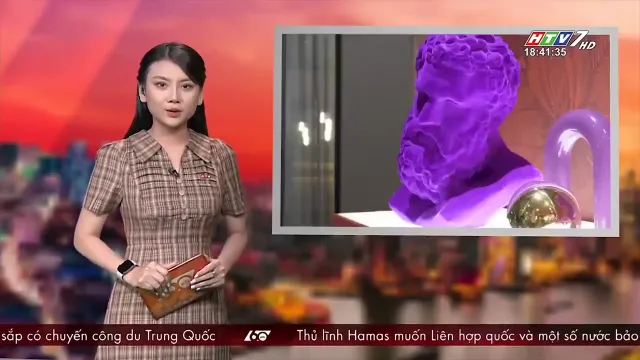 HTV7 HD
18:41:35
sắp có chuyến công du Trung Quốc
60
Thủ lĩnh Hamas muốn Liên hợp quốc và một số nước bảo